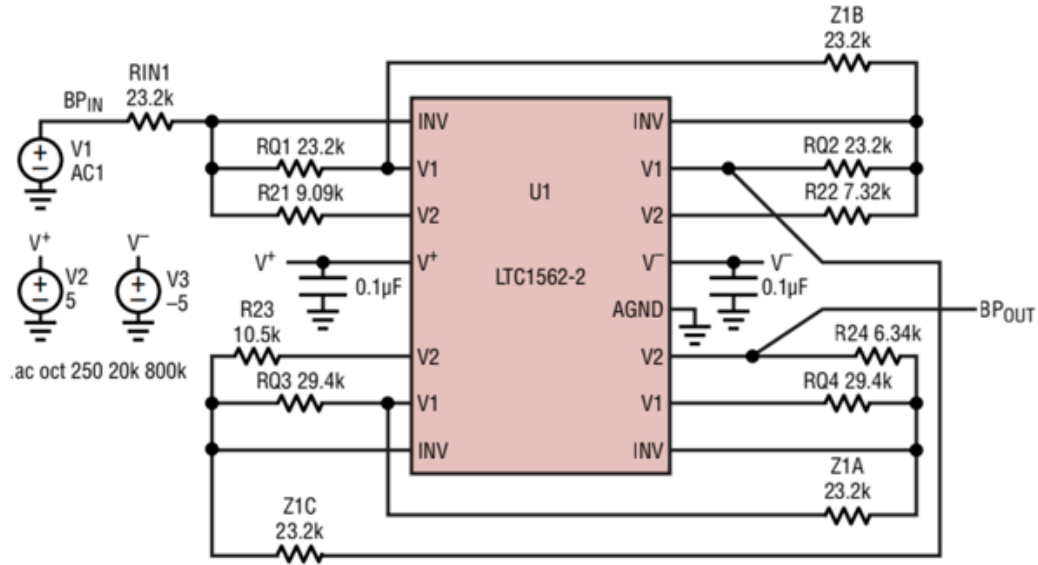 Z1B
23.2k
RIN1
23.2k
BPIN
V1
AC1
INV
INV
RQ1 23.2k
V1
V1
RQ2 23.2k
R21 9.09k
V2
U1
V2
R22 7.32k
V+
V2
5
V−
V3
–5
V+
0.1µF
V+
LTC1562-2
V−
V−
0.1µF
AGND
BPOUT
.ac oct 250 20k 800k
R23
10.5k
V2
V2
R24 6.34k
RQ3 29.4k
V1
V1
RQ4 29.4k
INV
INV
Z1A
23.2k
Z1C
23.2k